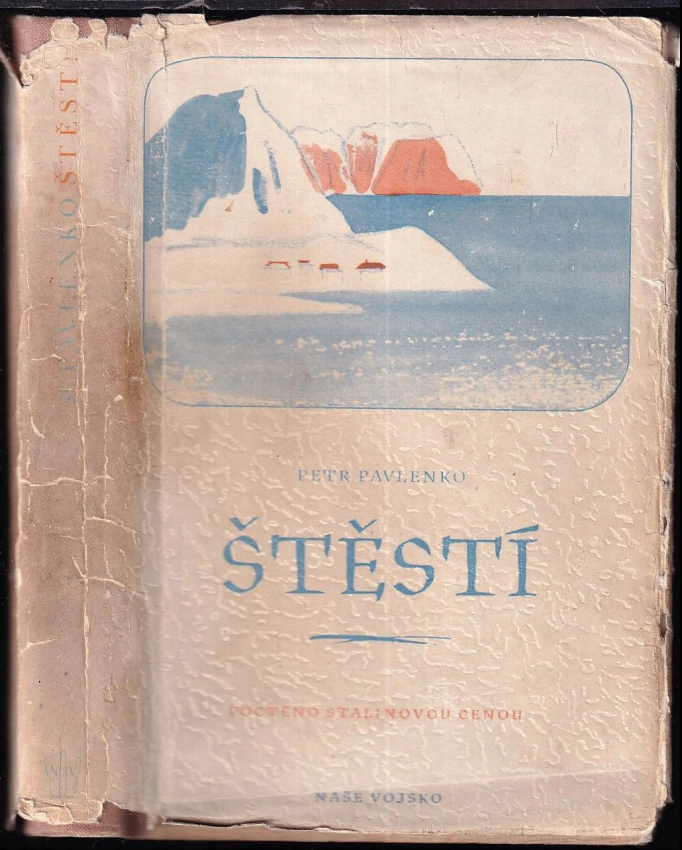 P. PAVLENKO ŠTĚSTÍ
PETR PAVLENKO
ŠTĚSTÍ
POCTĚNO STALINOVOU CENOU
NAŠE VOJSKO